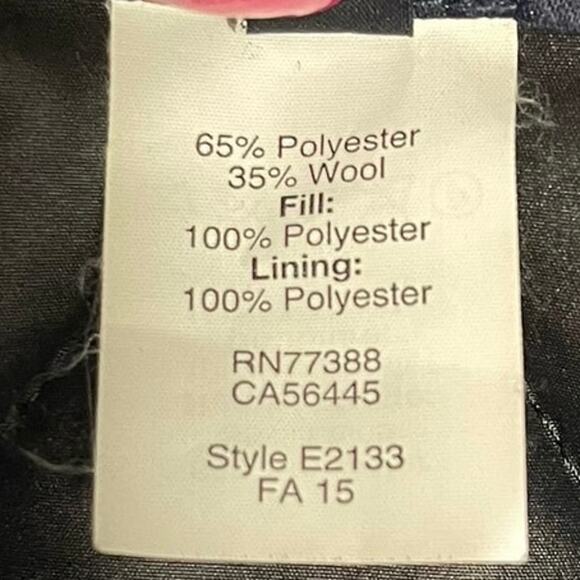 65% Polyester
35% Wool
Fill:
100% Polyester
Lining:
100% Polyester
RN77388
CA56445
Style E2133
FA 15